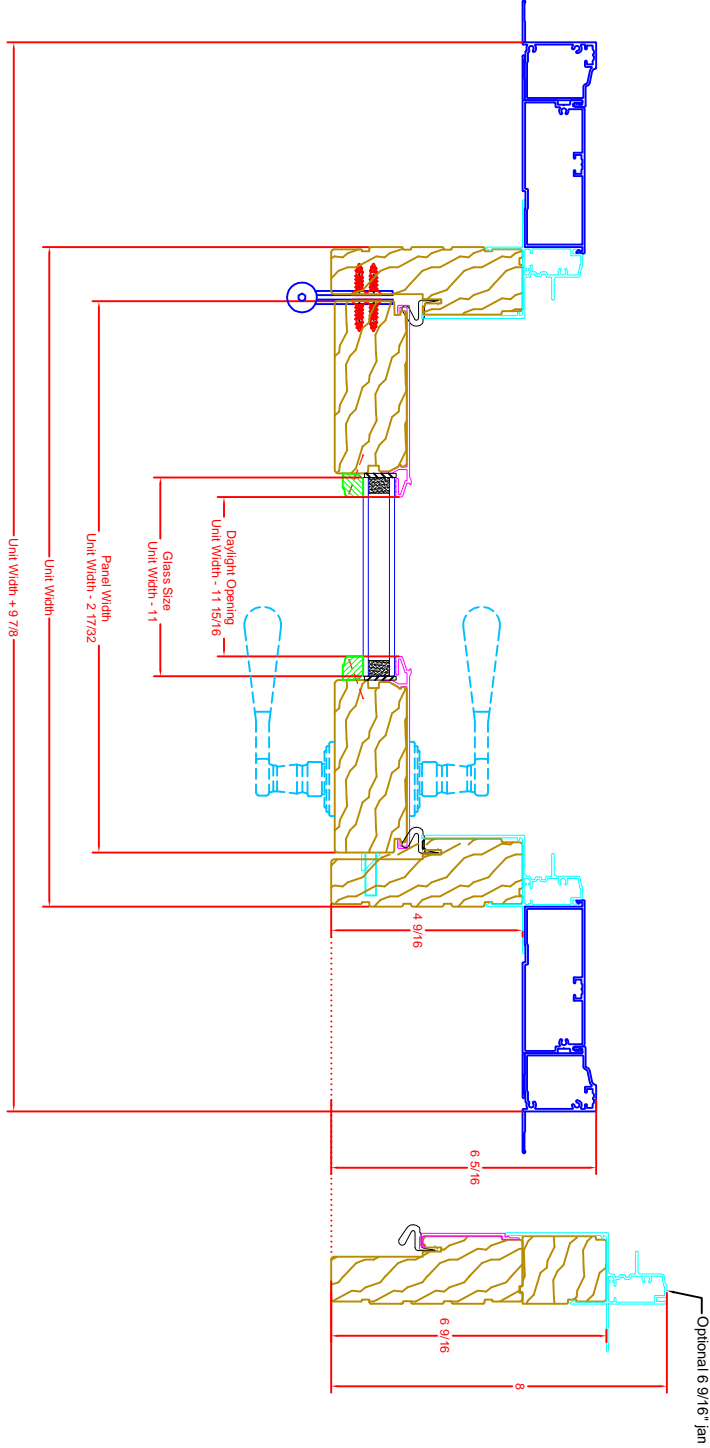 Optional 6 9/16" jan
8
6 9/16
6 5/16
4 9/16
Daylight Opening
Unit Width - 11 15/16
Glass Size
Unit Width - 11
Panel Width
Unit Width - 2 17/32
Unit Width
Unit Width + 9 7/8